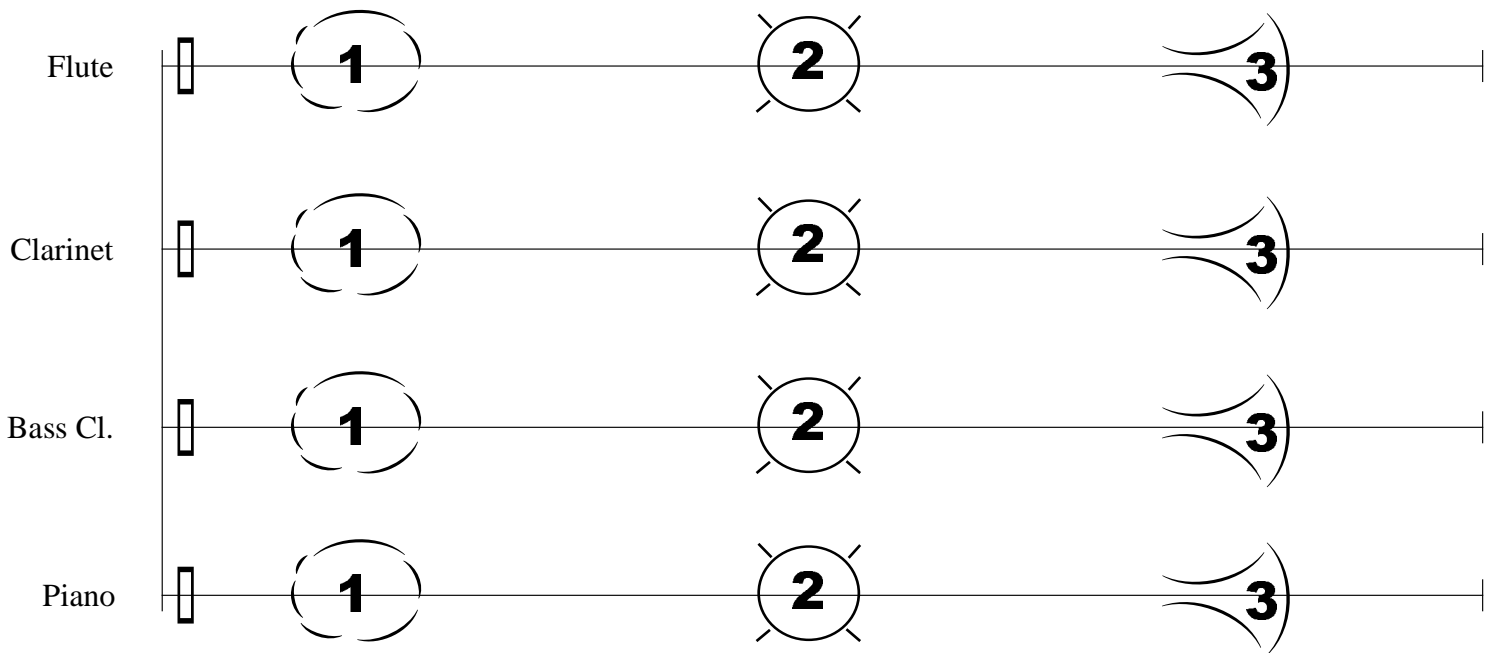 Flute 1 2 3
Clarinet 1 2 3
Bass Cl. 1 2 3
Piano 1 2 3